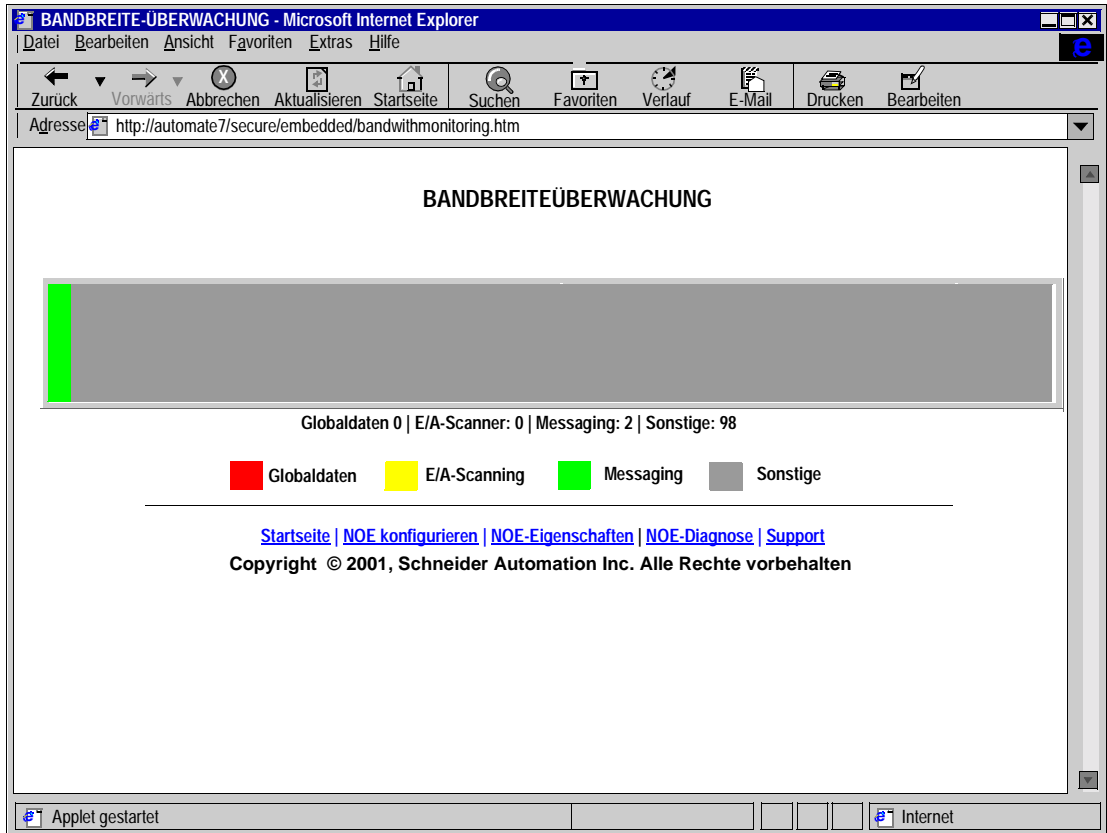 BANDBREITE-ÜBERWACHUNG - Microsoft Internet Explorer
Datei Bearbeiten Ansicht Favoriten Extras Hilfe
Zurück Vorwärts Abbrechen Aktualisieren Startseite Suchen Favoriten Verlauf E-Mail Drucken Bearbeiten
Adresse http://automate7/secure/embedded/bandwithmonitoring.htm
BANDBREITEÜBERWACHUNG
Globaldaten 0 | E/A-Scanner: 0 | Messaging: 2 | Sonstige: 98
Globaldaten E/A-Scanning Messaging Sonstige
Startseite | NOE konfigurieren | NOE-Eigenschaften | NOE-Diagnose | Support
Copyright © 2001, Schneider Automation Inc. Alle Rechte vorbehalten
Applet gestartet Internet